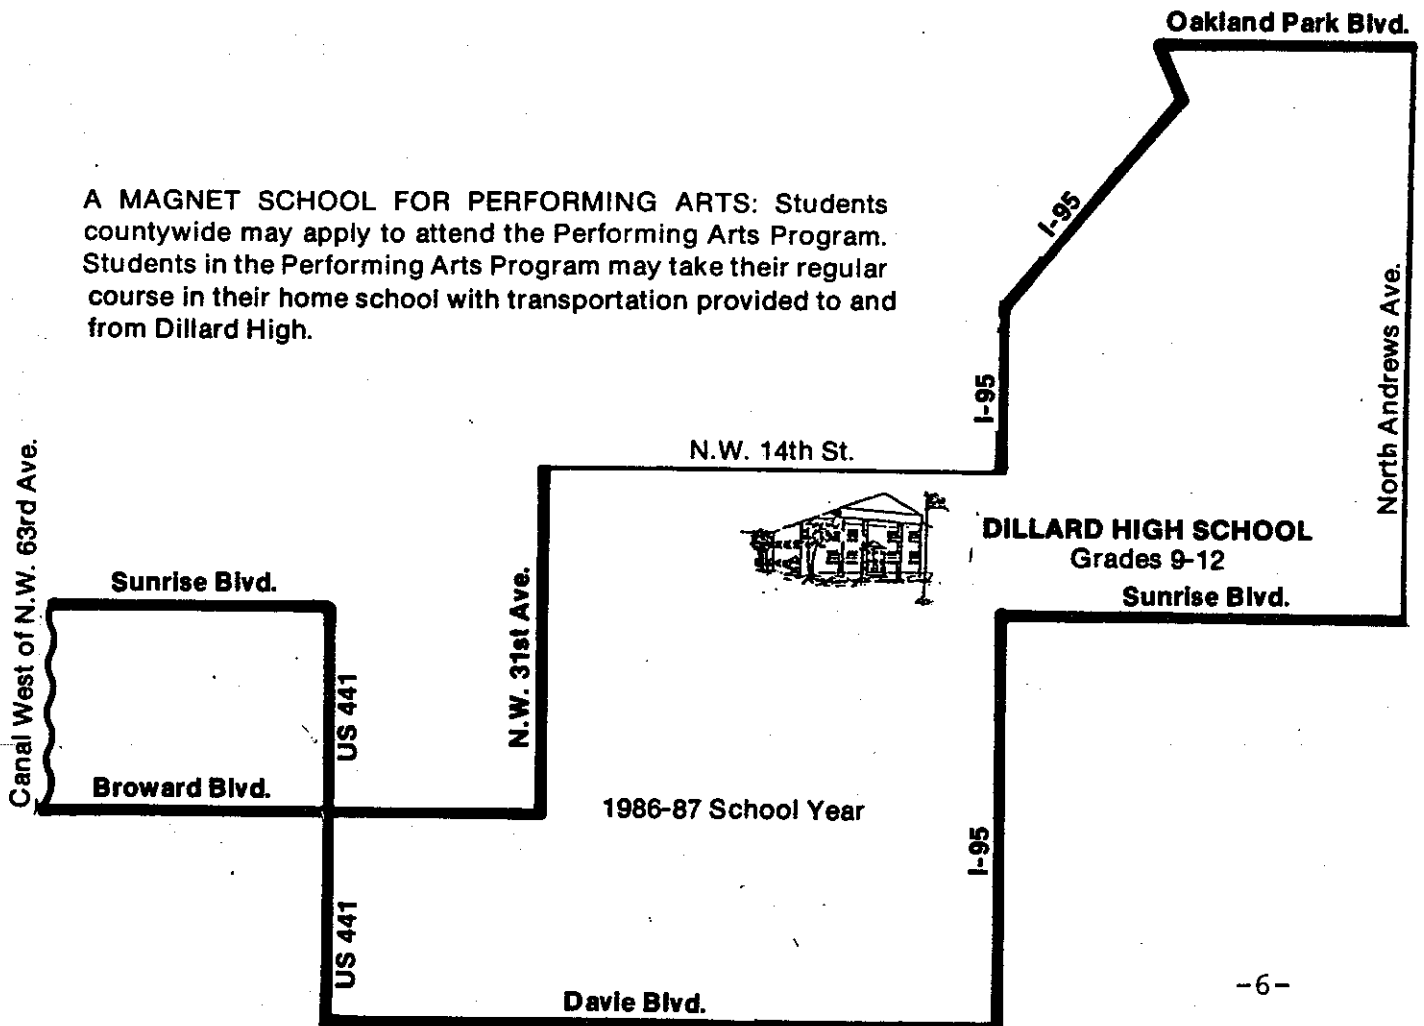 Oakland Park Blvd.
A MAGNET SCHOOL FOR PERFORMING ARTS: Students
countywide may apply to attend the Performing Arts Program.
Students in the Performing Arts Program may take their regular
course in their home school with transportation provided to and
from Dillard High.
I-95
North Andrews Ave.
I-95
N.W. 14th St.
Canal West of N.W. 63rd Ave.
DILLARD HIGH SCHOOL
Grades 9-12
Sunrise Blvd.
Sunrise Blvd.
N.W. 31st Ave.
US 441
Broward Blvd.
1986-87 School Year
I-95
US 441
Davie Blvd.
-6-